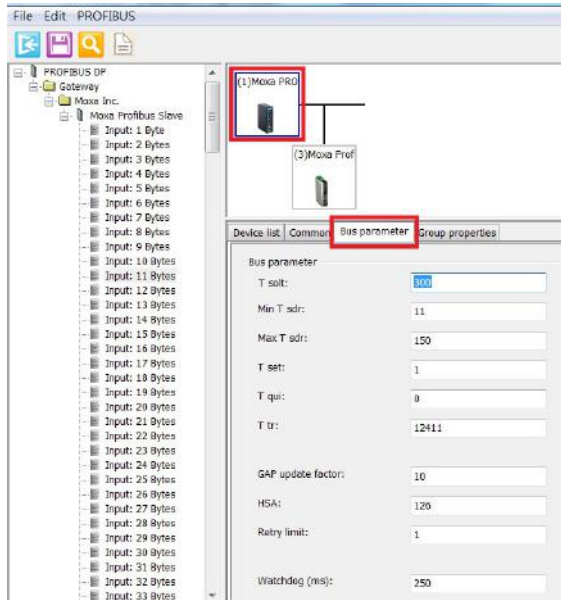 File Edit PROFIBUS
PROFIBUS DP
Gateway
Moxa Inc.
Moxa Profibus Slave
Input: 1 Byte
Input: 2 Bytes
Input: 3 Bytes
Input: 4 Bytes
Input: 5 Bytes
Input: 6 Bytes
Input: 7 Bytes
Input: 8 Bytes
Input: 9 Bytes
Input: 10 Bytes
Input: 11 Bytes
Input: 12 Bytes
Input: 13 Bytes
Input: 14 Bytes
Input: 15 Bytes
Input: 16 Bytes
Input: 17 Bytes
Input: 18 Bytes
Input: 19 Bytes
Input: 20 Bytes
Input: 21 Bytes
Input: 22 Bytes
Input: 23 Bytes
Input: 24 Bytes
Input: 25 Bytes
Input: 26 Bytes
Input: 27 Bytes
Input: 28 Bytes
Input: 29 Bytes
Input: 30 Bytes
Input: 31 Bytes
Input: 32 Bytes
Input: 33 Bytes
(1)Moxa PRO
(3)Moxa Prof
Device list Common Bus parameter Group properties
Bus parameter
T solt: 300
Min T sdr: 11
Max T sdr: 150
T set: 1
T qui: 0
T tr: 12411
GAP update factor: 10
HSA: 126
Retry limit: 1
Watchdog (ms): 250